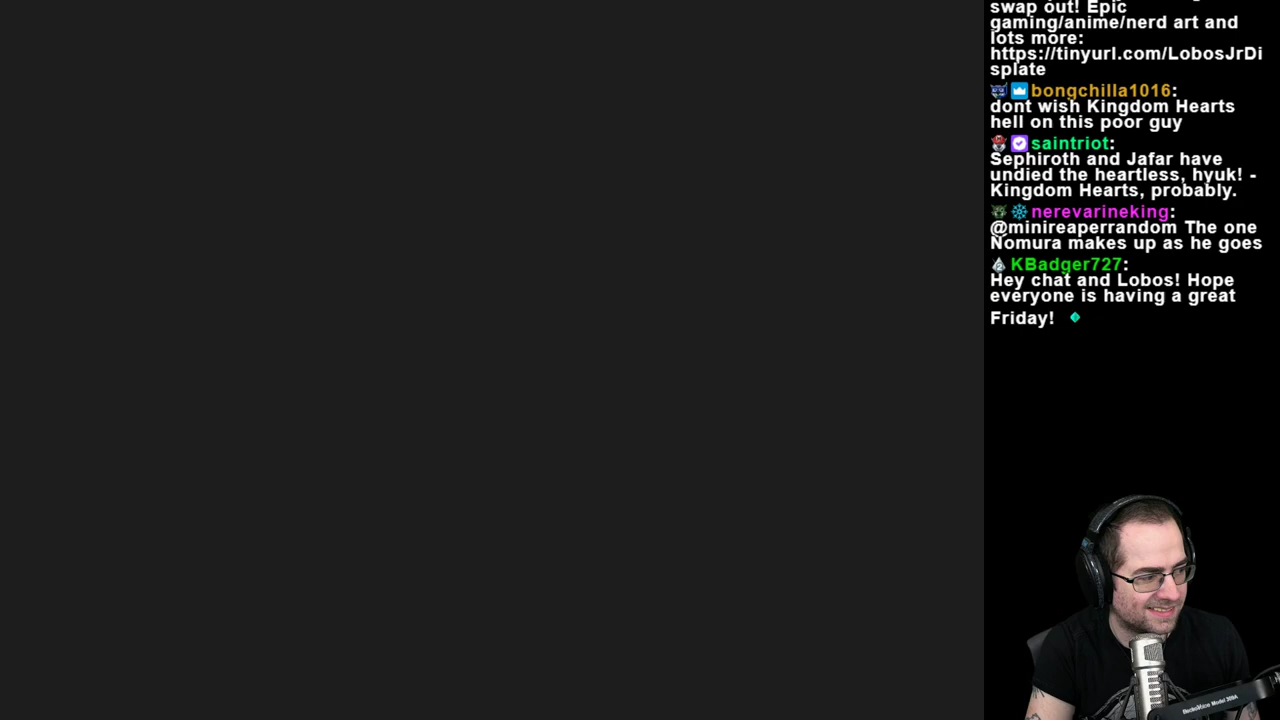 swap out! Epic
gaming/anime/nerd art and
lots more:
https://tinyurl.com/LobosJrDi
splate
bongchilla1016:
dont wish Kingdom Hearts
hell on this poor guy
saintriot:
Sephiroth and Jafar have
undied the heartless, hyuk! -
Kingdom Hearts, probably.
nerevarineking:
@minireaperrandom The one
Nomura makes up as he goes
KBadger727:
Hey chat and Lobos! Hope
everyone is having a great
Friday!